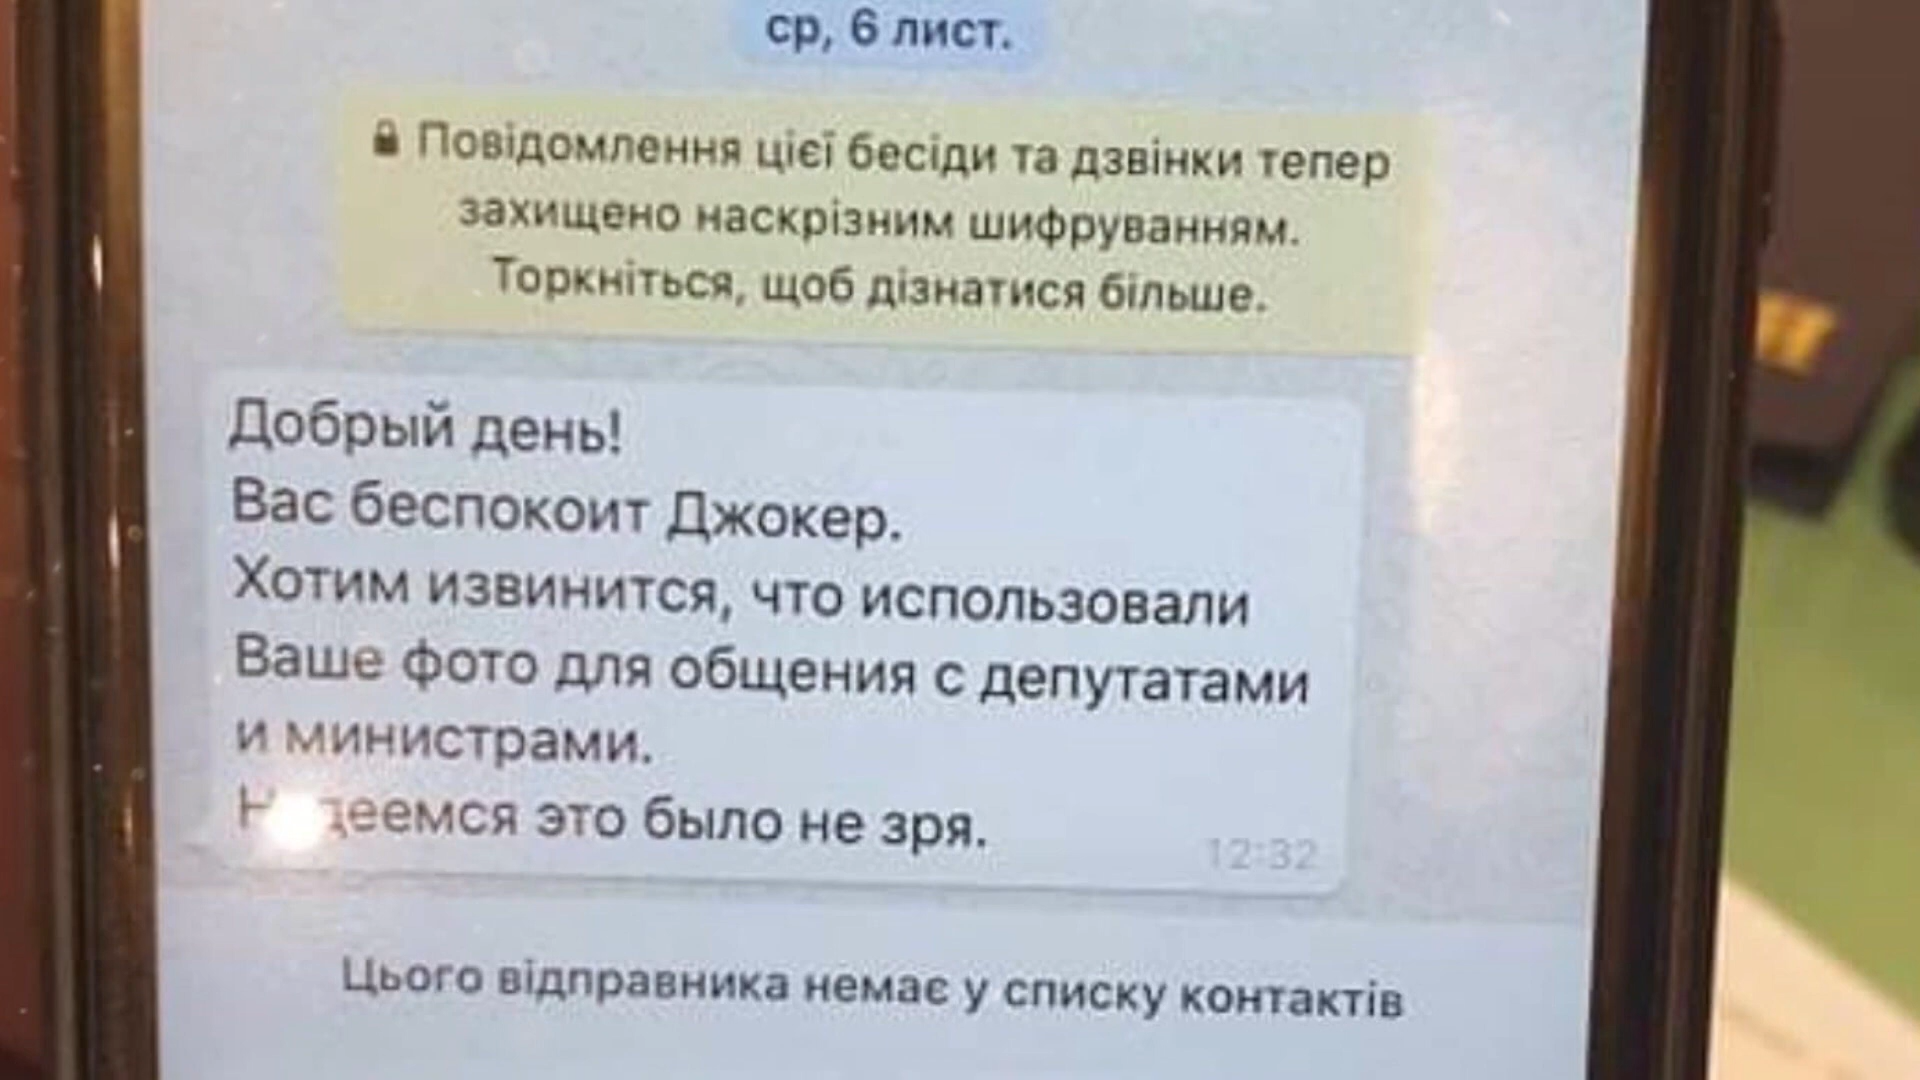 ср, 6 лист.
Повідомлення цієї бесіди та дзвінки тепер
захищено наскрізним шифруванням.
Торкніться, щоб дізнатися більше.
Добрый день!
Вас беспокоит Джокер.
Хотим извинится, что использовали
Ваше фото для общения с депутатами
и министрами.
это было не зря.
12:32
Цього відправника немає у списку контактів